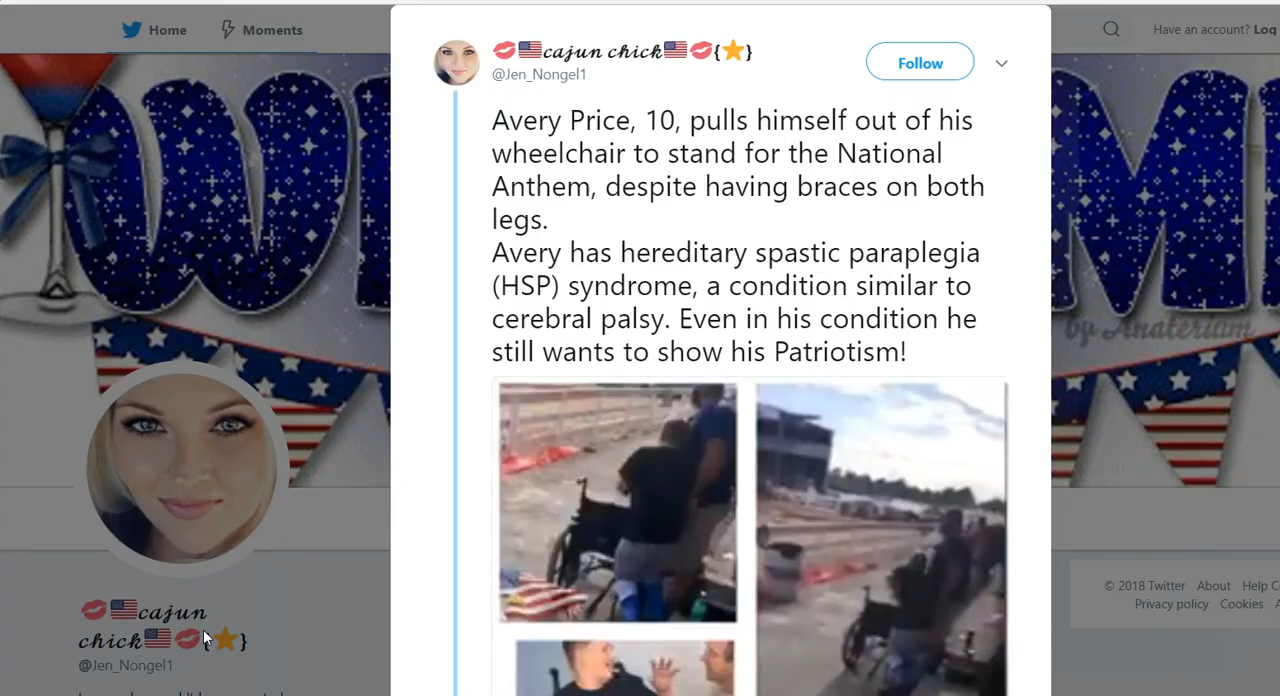 Home Moments
Have an account? Log
💋🇺🇸cajun chick🇺🇸💋{⭐}
@Jen_Nongel1
Follow
Avery Price, 10, pulls himself out of his
wheelchair to stand for the National
Anthem, despite having braces on both
legs.
Avery has hereditary spastic paraplegia
(HSP) syndrome, a condition similar to
cerebral palsy. Even in his condition he
still wants to show his Patriotism!
by Anaterium
💋🇺🇸cajun
chick🇺🇸💋{⭐}
@Jen_Nongel1
© 2018 Twitter About Help C
Privacy policy Cookies